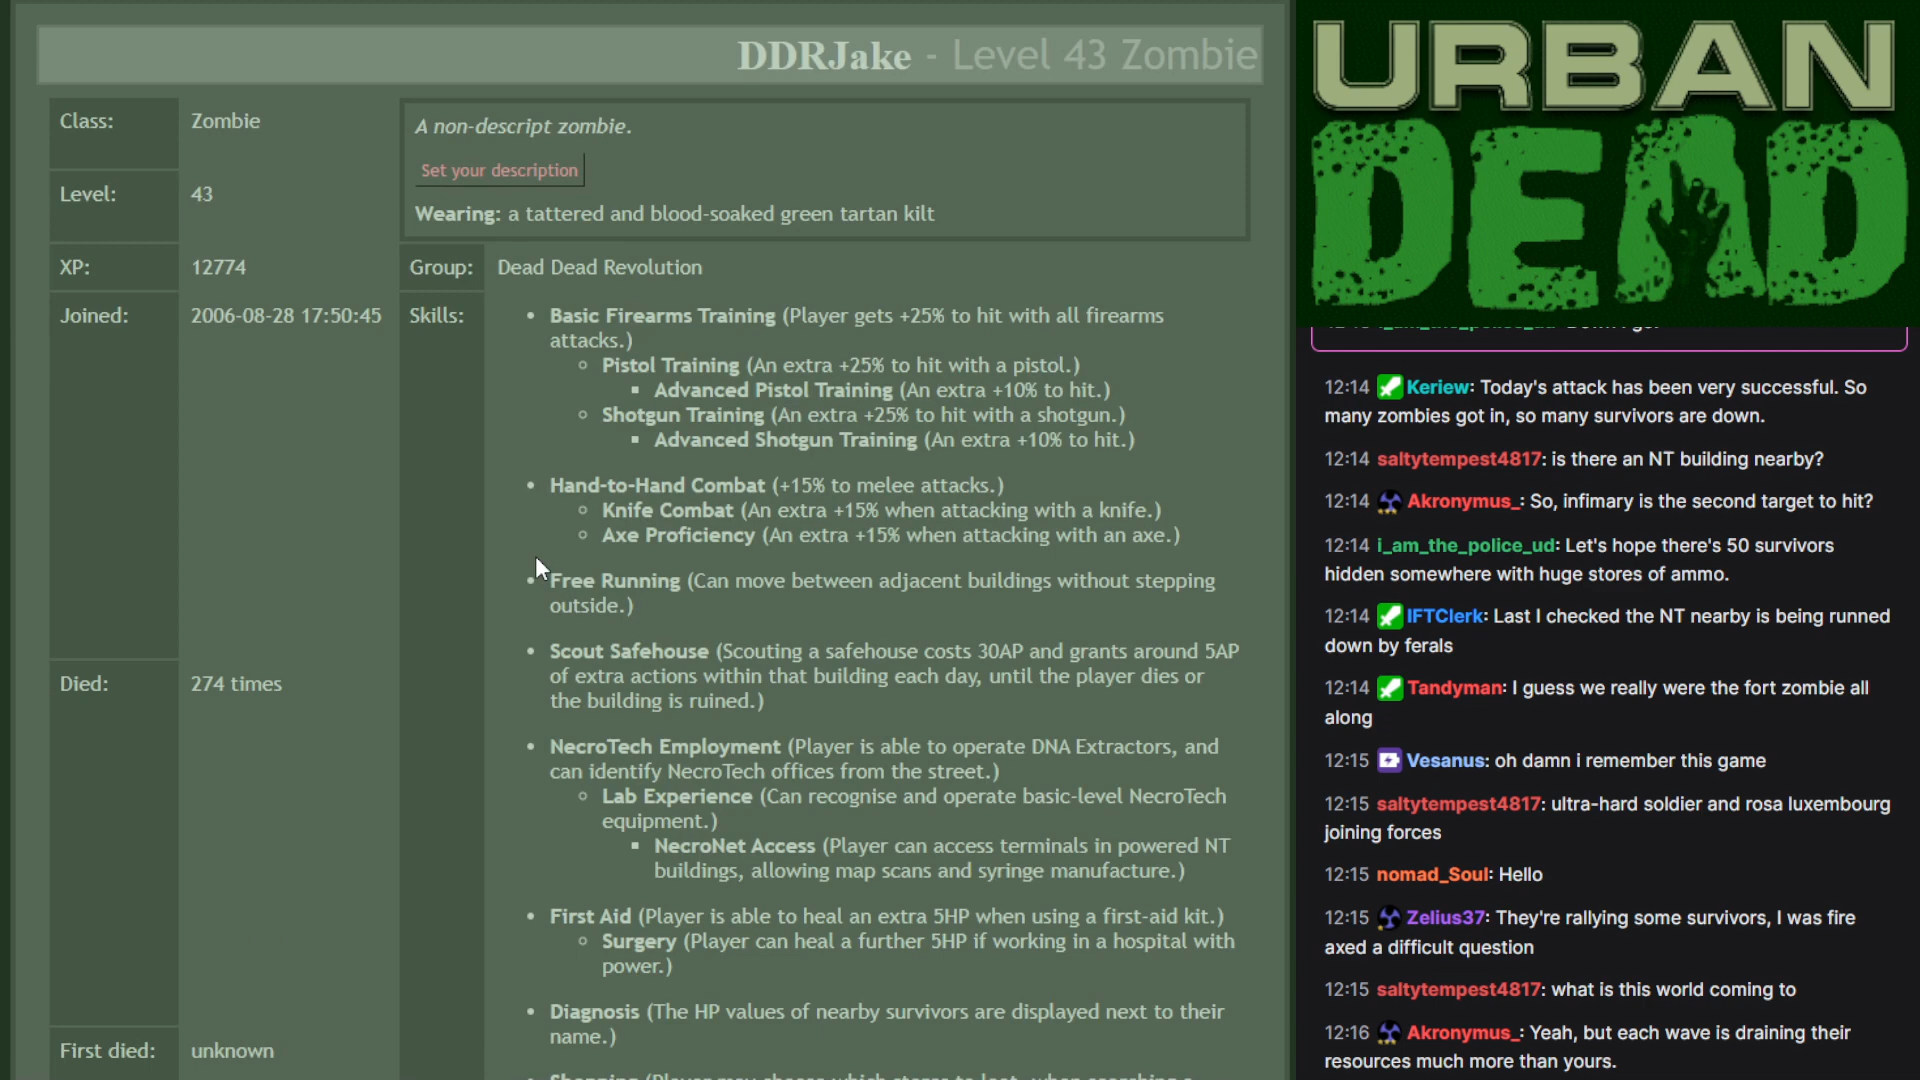 DDRJake - Level 43 Zombie
Class: Zombie
Level: 43
XP: 12774
Joined: 2006-08-28 17:50:45
Died: 274 times
First died: unknown
A non-descript zombie.
Set your description
Wearing: a tattered and blood-soaked green tartan kilt
Group: Dead Dead Revolution
Skills:
• Basic Firearms Training (Player gets +25% to hit with all firearms
attacks.)
◦ Pistol Training (An extra +25% to hit with a pistol.)
▪ Advanced Pistol Training (An extra +10% to hit.)
◦ Shotgun Training (An extra +25% to hit with a shotgun.)
▪ Advanced Shotgun Training (An extra +10% to hit.)
• Hand-to-Hand Combat (+15% to melee attacks.)
◦ Knife Combat (An extra +15% when attacking with a knife.)
◦ Axe Proficiency (An extra +15% when attacking with an axe.)
• Free Running (Can move between adjacent buildings without stepping
outside.)
• Scout Safehouse (Scouting a safehouse costs 30AP and grants around 5AP
of extra actions within that building each day, until the player dies or
the building is ruined.)
• NecroTech Employment (Player is able to operate DNA Extractors, and
can identify NecroTech offices from the street.)
◦ Lab Experience (Can recognise and operate basic-level NecroTech
equipment.)
▪ NecroNet Access (Player can access terminals in powered NT
buildings, allowing map scans and syringe manufacture.)
• First Aid (Player is able to heal an extra 5HP when using a first-aid kit.)
◦ Surgery (Player can heal a further 5HP if working in a hospital with
power.)
• Diagnosis (The HP values of nearby survivors are displayed next to their
name.)
URBAN
DEAD
12:14 Keriew: Today's attack has been very successful. So
many zombies got in, so many survivors are down.
12:14 saltytempest4817: is there an NT building nearby?
12:14 Akronymus_: So, infimary is the second target to hit?
12:14 i_am_the_police_ud: Let's hope there's 50 survivors
hidden somewhere with huge stores of ammo.
12:14 IFTClerk: Last I checked the NT nearby is being runned
down by ferals
12:14 Tandyman: I guess we really were the fort zombie all
along
12:15 Vesanus: oh damn i remember this game
12:15 saltytempest4817: ultra-hard soldier and rosa luxembourg
joining forces
12:15 nomad_Soul: Hello
12:15 Zelius37: They're rallying some survivors, I was fire
axed a difficult question
12:15 saltytempest4817: what is this world coming to
12:16 Akronymus_: Yeah, but each wave is draining their
resources much more than yours.